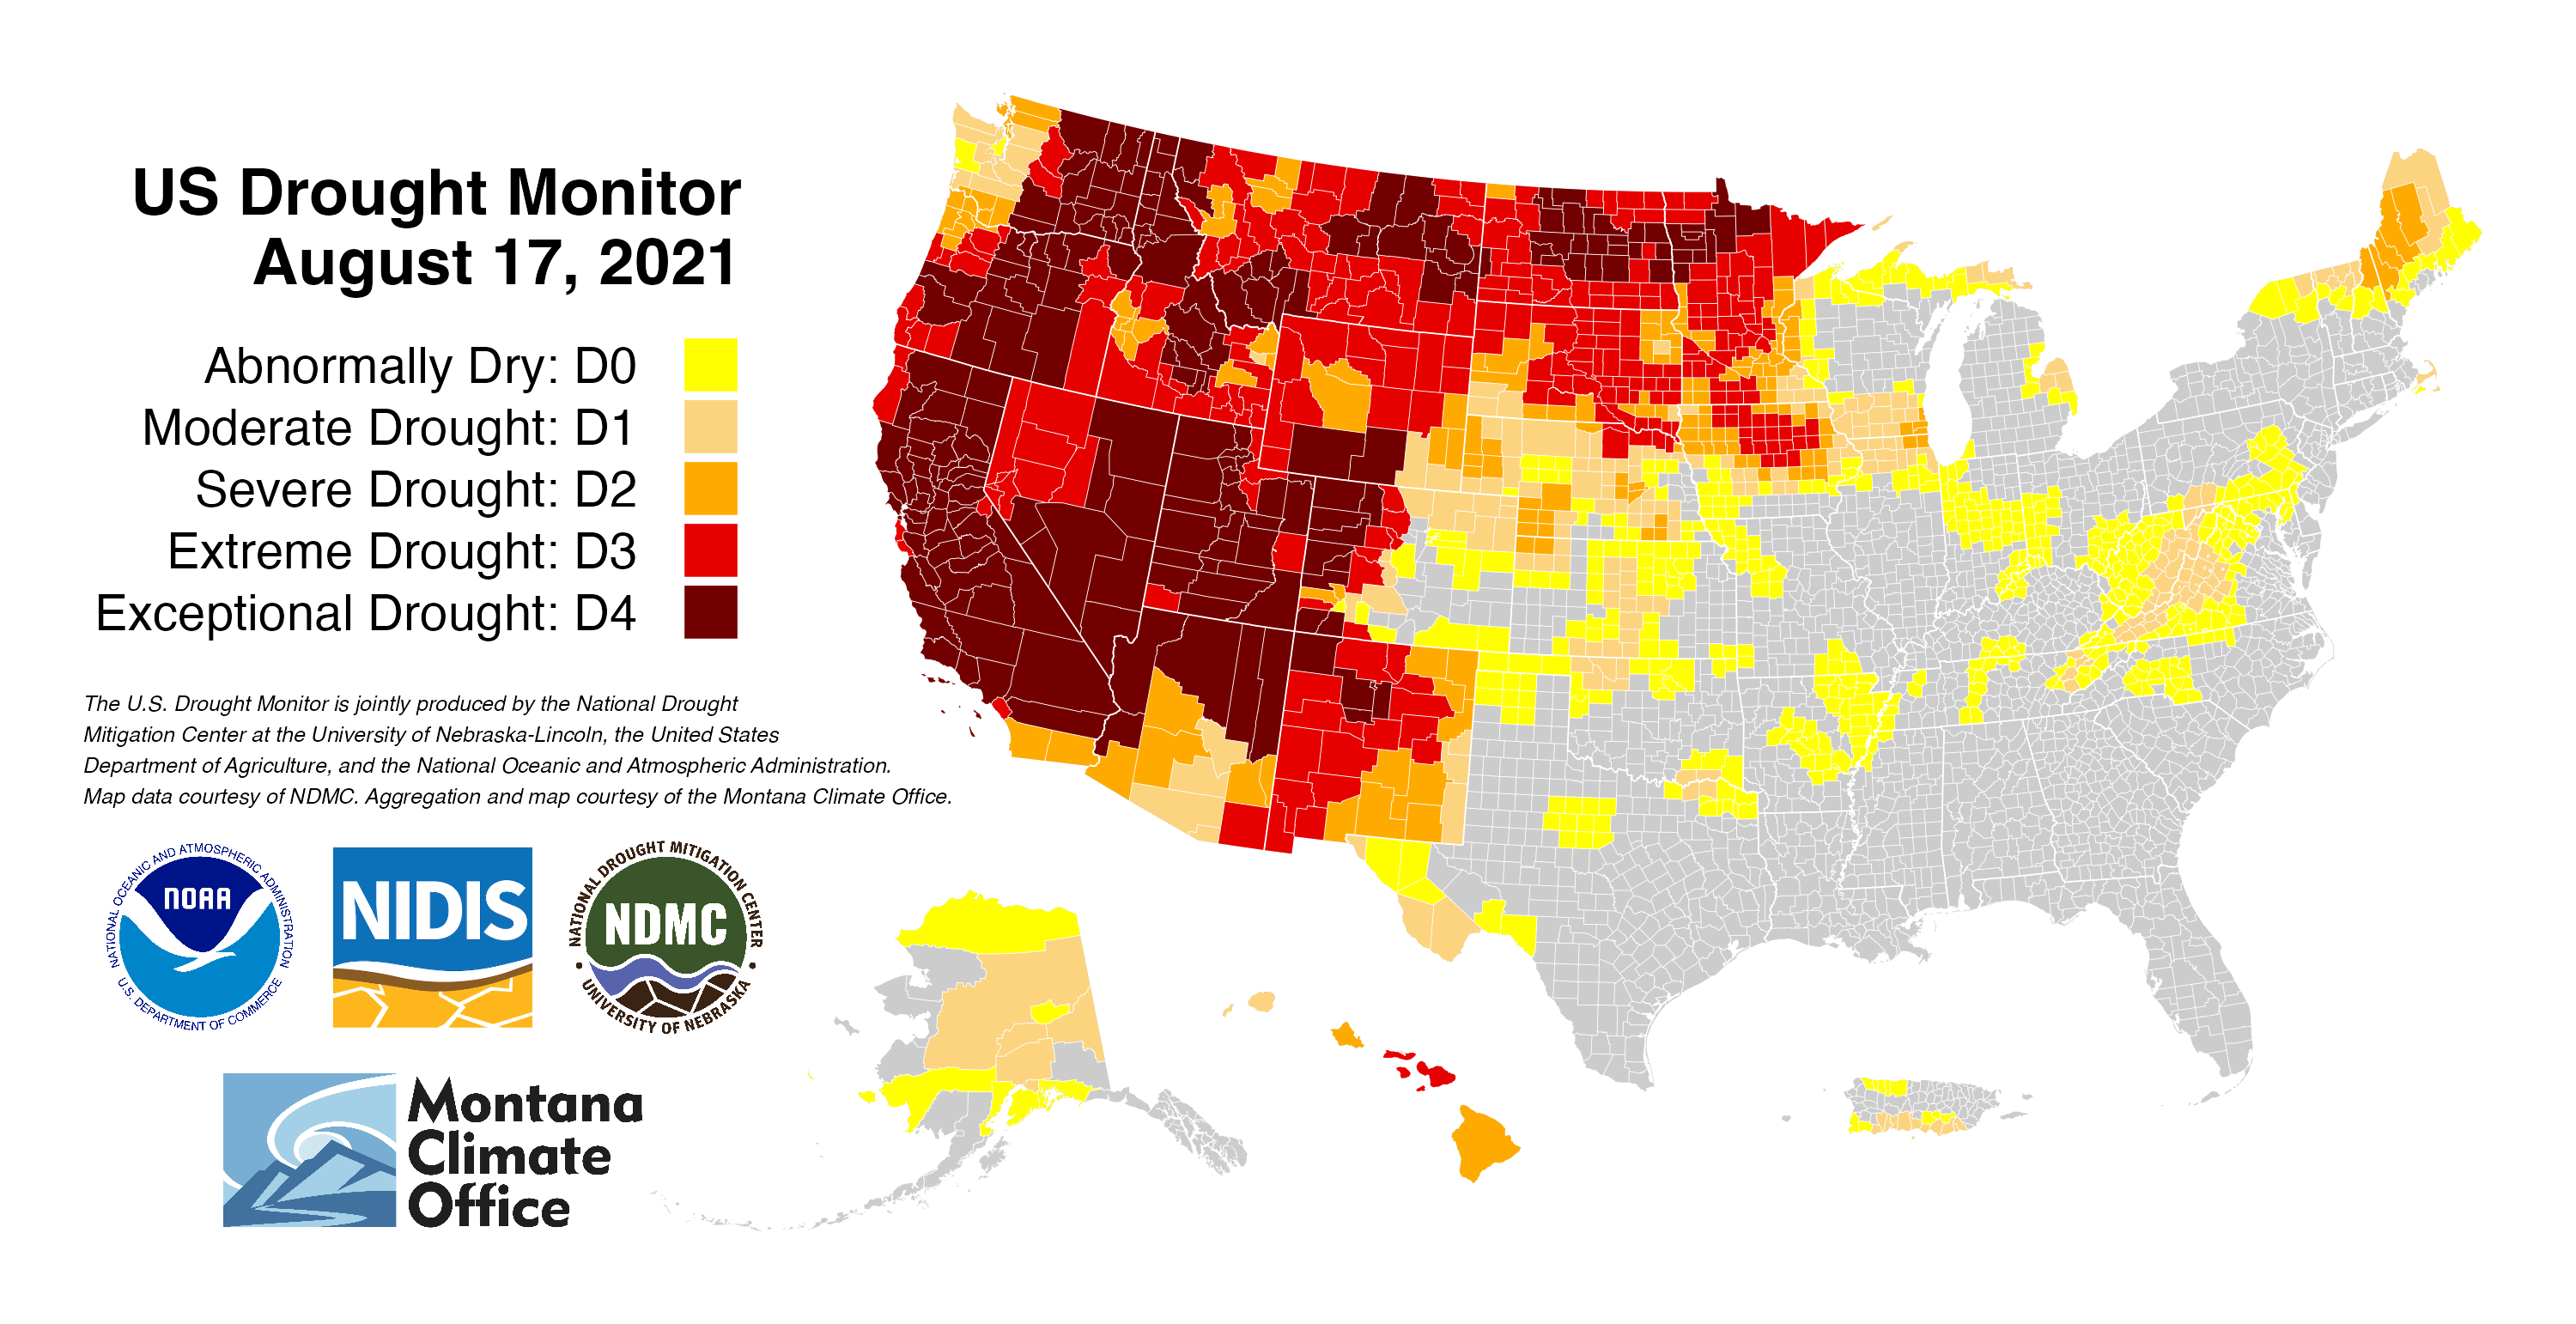 US Drought Monitor
August 17, 2021
Abnormally Dry: D0
Moderate Drought: D1
Severe Drought: D2
Extreme Drought: D3
Exceptional Drought: D4
The U.S. Drought Monitor is jointly produced by the National Drought
Mitigation Center at the University of Nebraska-Lincoln, the United States
Department of Agriculture, and the National Oceanic and Atmospheric Administration.
Map data courtesy of NDMC. Aggregation and map courtesy of the Montana Climate Office.
NATIONAL OCEANIC AND ATMOSPHERIC ADMINISTRATION
NOAA
U.S. DEPARTMENT OF COMMERCE
NIDIS
NATIONAL DROUGHT MITIGATION CENTER
NDMC
UNIVERSITY OF NEBRASKA
Montana
Climate
Office